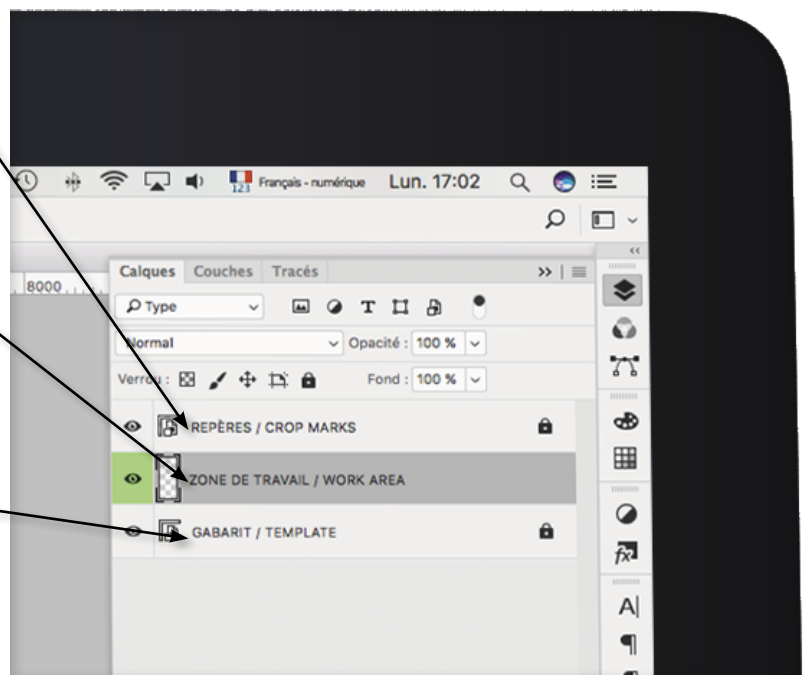 123 Français - numérique Lun. 17:02
8000
Calques Couches Tracés
Type
Normal Opacité : 100 %
Verrou : Fond : 100 %
REPÈRES / CROP MARKS
ZONE DE TRAVAIL / WORK AREA
GABARIT / TEMPLATE